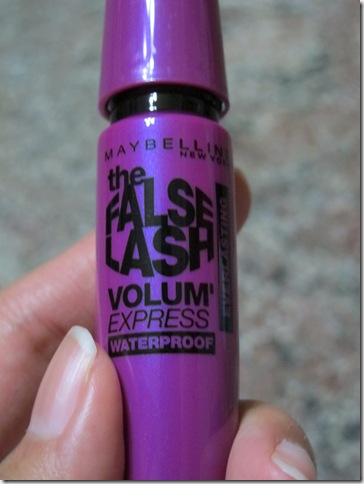 MAYBELLINE
NEW YORK
the
FALSE
LASH
VOLUM'
EXPRESS
WATERPROOF